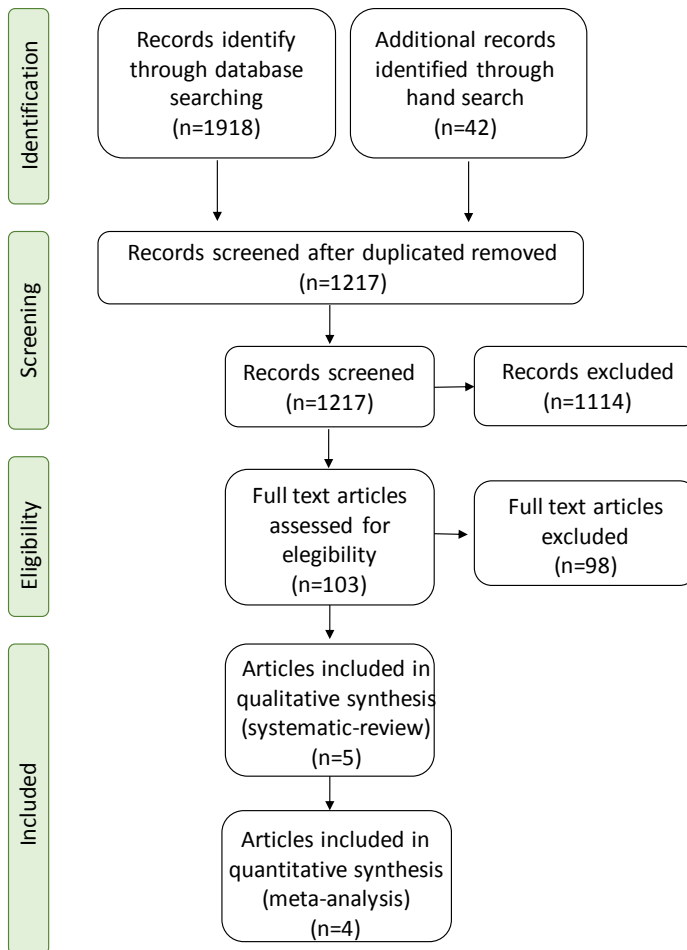 Identification
Records identify
through database
searching
(n=1918)
Additional records
identified through
hand search
(n=42)
Screening
Records screened after duplicated removed
(n=1217)
Records screened
(n=1217)
Records excluded
(n=1114)
Eligibility
Full text articles
assessed for
elegibility
(n=103)
Full text articles
excluded
(n=98)
Included
Articles included in
qualitative synthesis
(systematic-review)
(n=5)
Articles included in
quantitative synthesis
(meta-analysis)
n=4)